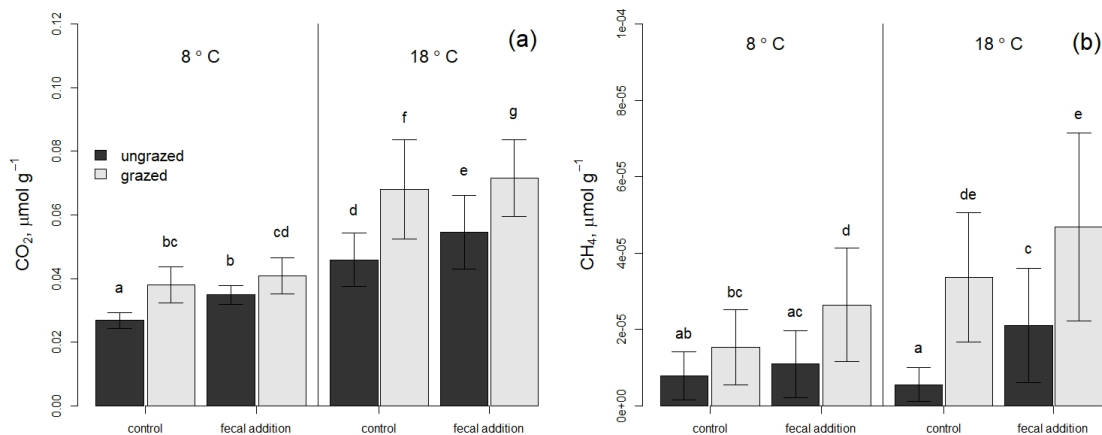 (a)
8 ° C
18 ° C
CO₂, μmol g⁻¹
0.00
0.02
0.04
0.06
0.08
0.10
0.12
ungrazed
grazed
a
bc
b
cd
d
f
e
g
control
fecal addition
control
fecal addition
(b)
8 ° C
18 ° C
CH₄, μmol g⁻¹
0e+00
2e-05
4e-05
6e-05
8e-05
1e-04
ab
bc
ac
d
a
de
c
e
control
fecal addition
control
fecal addition